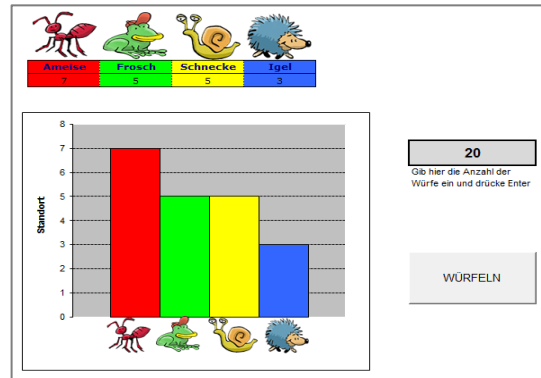 Ameise Frosch Schnecke Igel
7 5 5 3
8
7
6
5
4
3
2
1
0
Standort
20
Gib hier die Anzahl der
Würfe ein und drücke Enter
WÜRFELN